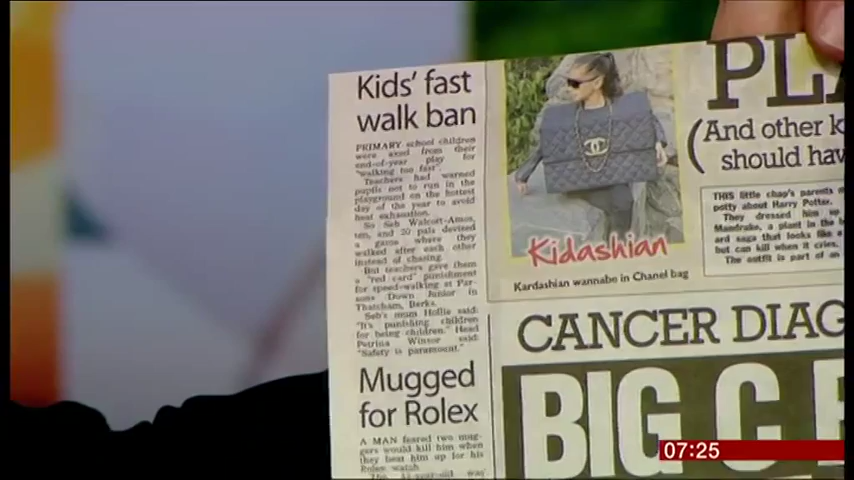 Kids' fast
walk ban
PRIMARY school children
were axed from their
end-of-year play for
"walking too fast".
Teachers had warned
pupils not to run in the
playground on the hottest
day of the year to avoid
heat exhaustion.
So Seb Walcott-Amos,
ten, and 20 pals devised
a game where they
walked after each other
instead of chasing.
But teachers gave them
a "red card" punishment
for speed-walking at Par-
sons Down Junior in
Thatcham, Berks.
Seb's mum Hollie said:
"It's punishing children
for being children." Head
Petrina Winsor said:
"Safety is paramount."
Mugged
for Rolex
A MAN feared two mug-
gers would kill him when
they beat him up for his
Rolex watch
Kidashian
Kardashian wannabe in Chanel bag
PL
(And other k
should hav
THIS little chap's parents
potty about Harry Potter.
They dressed him up
Mandrake, a plant in the
ard saga that looks like a
but can kill when it cries.
The outfit is part of an
CANCER DIAG
BIG C
07:25